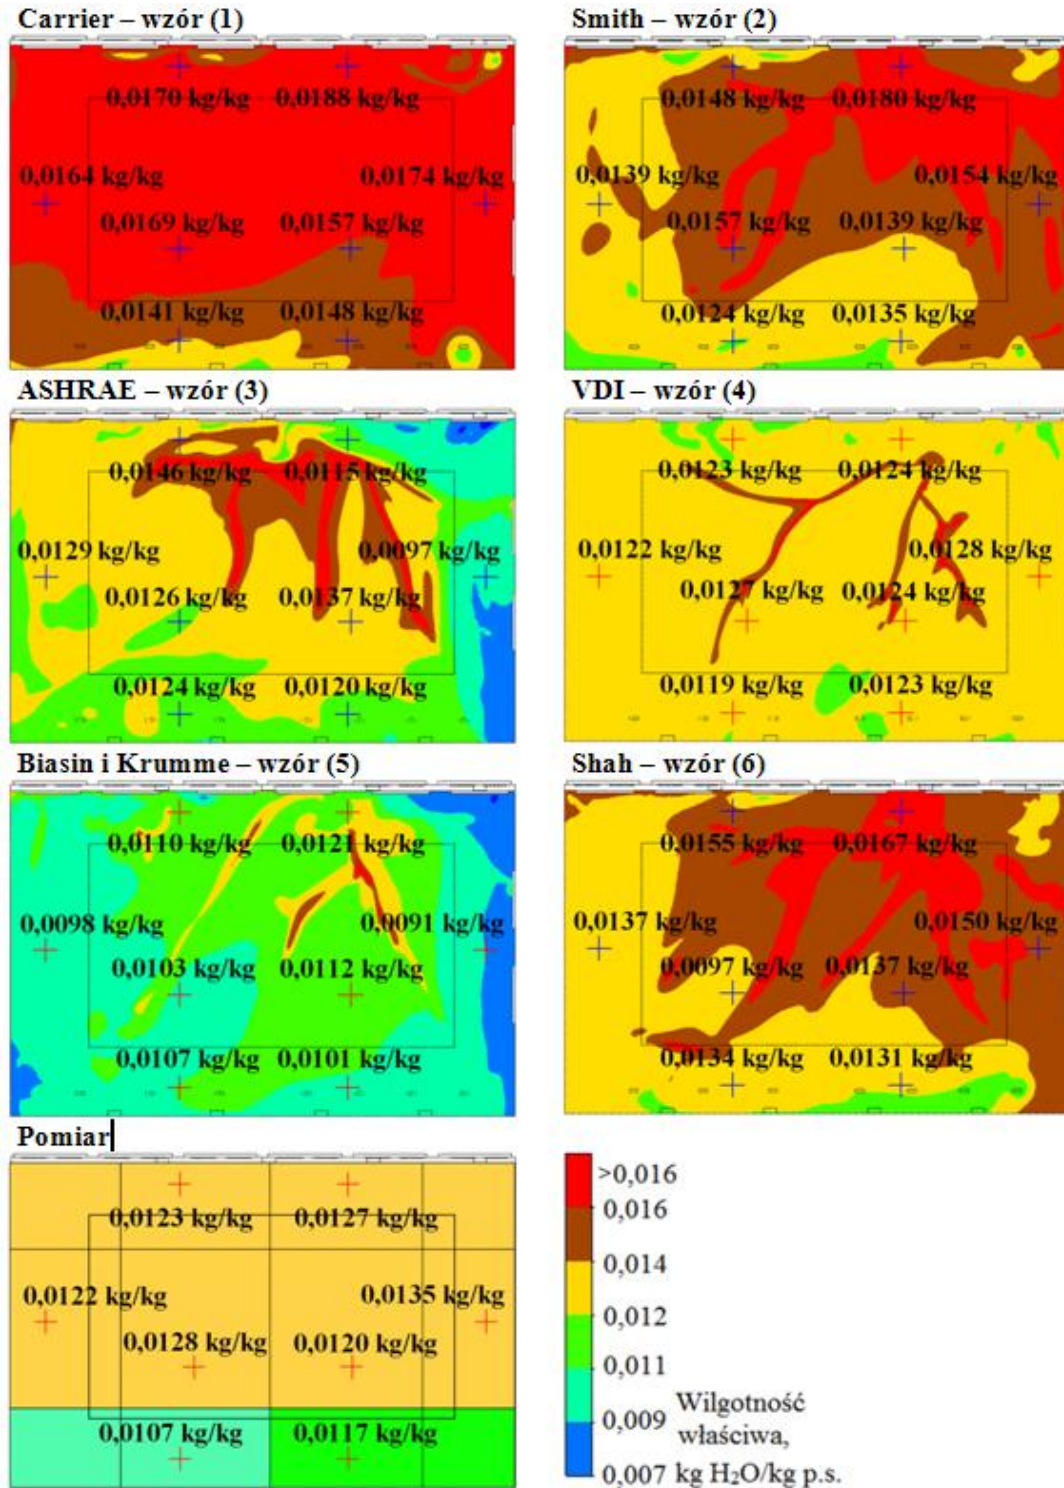 Carrier – wzór (1)
0,0170 kg/kg 0,0188 kg/kg
0,0164 kg/kg 0,0174 kg/kg
0,0169 kg/kg 0,0157 kg/kg
0,0141 kg/kg 0,0148 kg/kg
Smith – wzór (2)
0,0148 kg/kg 0,0180 kg/kg
0,0139 kg/kg 0,0154 kg/kg
0,0157 kg/kg 0,0139 kg/kg
0,0124 kg/kg 0,0135 kg/kg
ASHRAE – wzór (3)
0,0146 kg/kg 0,0115 kg/kg
0,0129 kg/kg 0,0097 kg/kg
0,0126 kg/kg 0,0137 kg/kg
0,0124 kg/kg 0,0120 kg/kg
VDI – wzór (4)
0,0123 kg/kg 0,0124 kg/kg
0,0122 kg/kg 0,0128 kg/kg
0,0127 kg/kg 0,0124 kg/kg
0,0119 kg/kg 0,0123 kg/kg
Biasin i Krumme – wzór (5)
0,0110 kg/kg 0,0121 kg/kg
0,0098 kg/kg 0,0091 kg/kg
0,0103 kg/kg 0,0112 kg/kg
0,0107 kg/kg 0,0101 kg/kg
Shah – wzór (6)
0,0155 kg/kg 0,0167 kg/kg
0,0137 kg/kg 0,0150 kg/kg
0,0097 kg/kg 0,0137 kg/kg
0,0134 kg/kg 0,0131 kg/kg
Pomiar
0,0123 kg/kg 0,0127 kg/kg
0,0122 kg/kg 0,0135 kg/kg
0,0128 kg/kg 0,0120 kg/kg
0,0107 kg/kg 0,0117 kg/kg
>0,016
0,016
0,014
0,012
0,011
0,009 Wilgotność
właściwa,
0,007 kg H₂O/kg p.s.